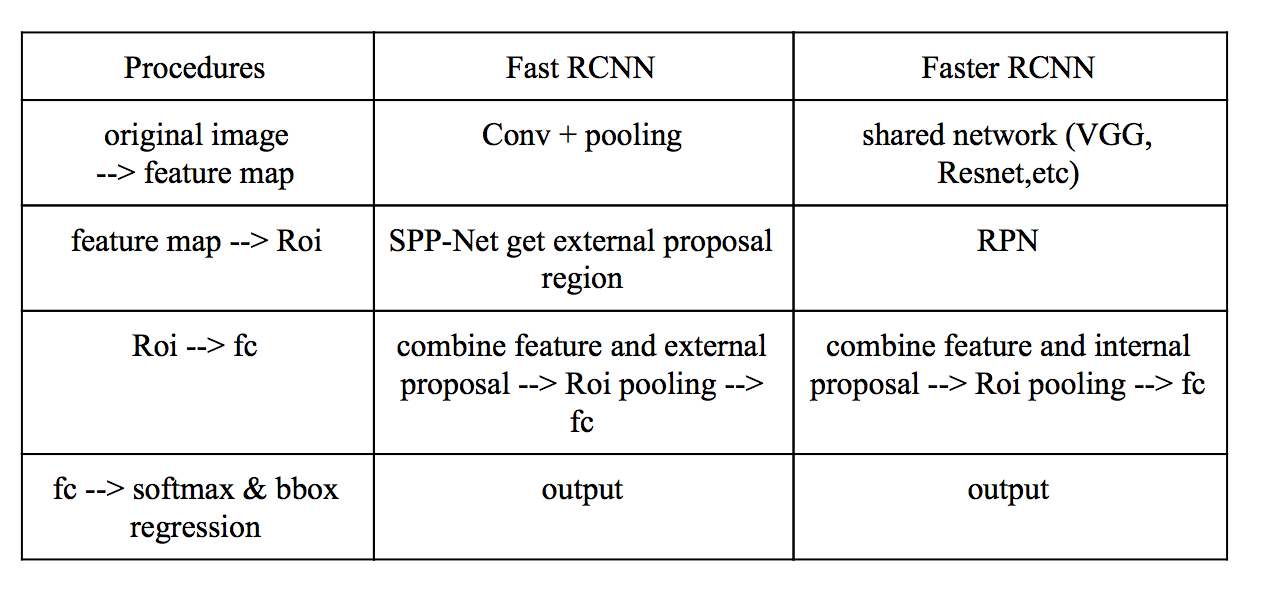 Procedures
Fast RCNN
Faster RCNN
original image
--> feature map
Conv + pooling
shared network (VGG,
Resnet,etc)
feature map --> Roi
SPP-Net get external proposal
region
RPN
Roi --> fc
combine feature and external
proposal --> Roi pooling -->
fc
combine feature and internal
proposal --> Roi pooling --> fc
fc --> softmax & bbox
regression
output
output